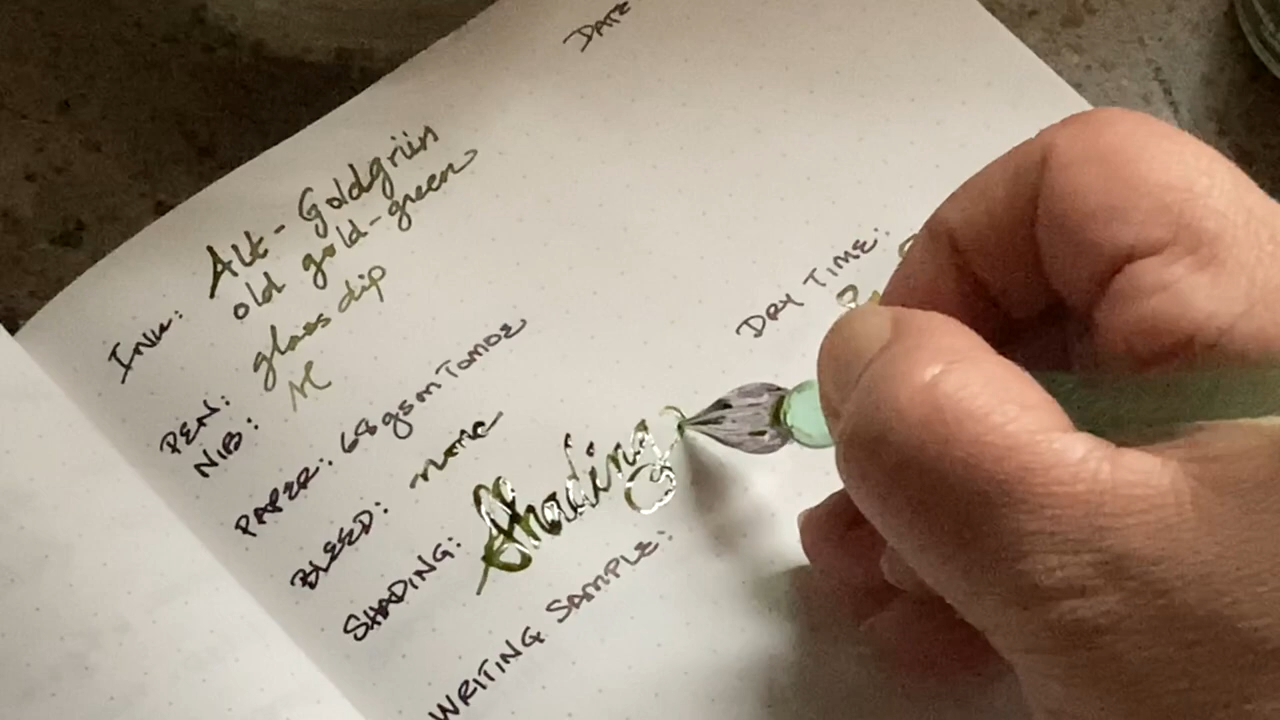 DATE
INK: Alt-Goldgrün
old gold-green
PEN: glass dip
NIB: M
PAPER: 68gsm Tomoe
BLEED: none
SHADING: Shading
DRY TIME:
WRITING SAMPLE: